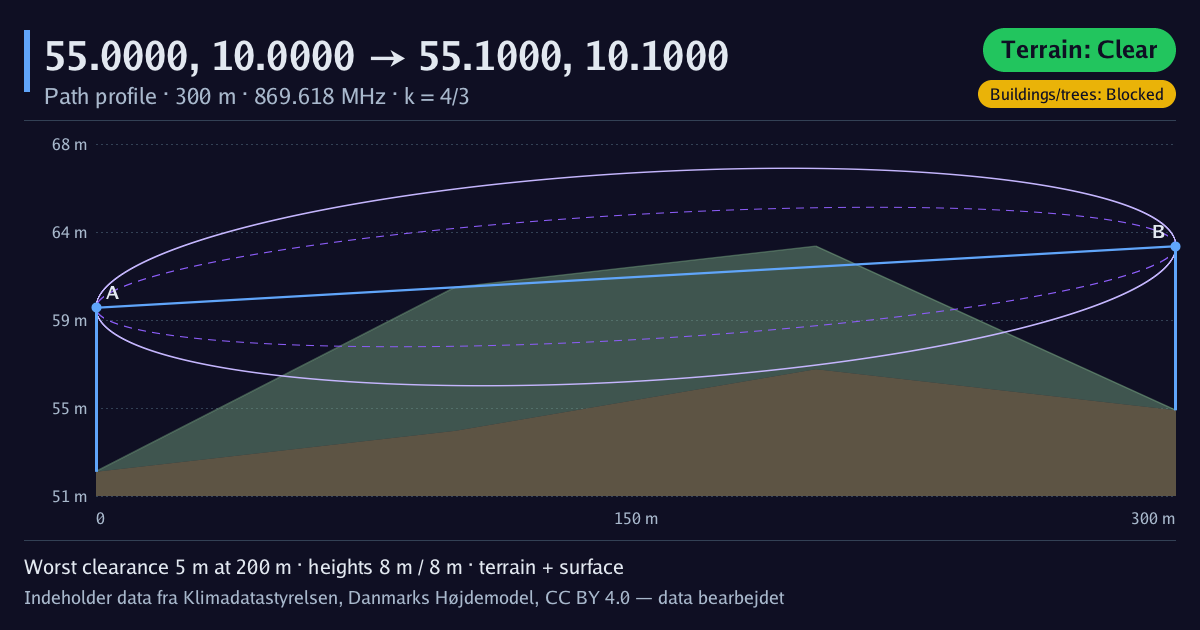 55.0000, 10.0000 → 55.1000, 10.1000
Terrain: Clear
Path profile · 300 m · 869.618 MHz · k = 4/3
Buildings/trees: Blocked
68 m
64 m
B
A
59 m
55 m
51 m
0
150 m
300 m
Worst clearance 5 m at 200 m · heights 8 m / 8 m · terrain + surface
Indeholder data fra Klimadatastyrelsen, Danmarks Højdemodel, CC BY 4.0 — data bearbejdet